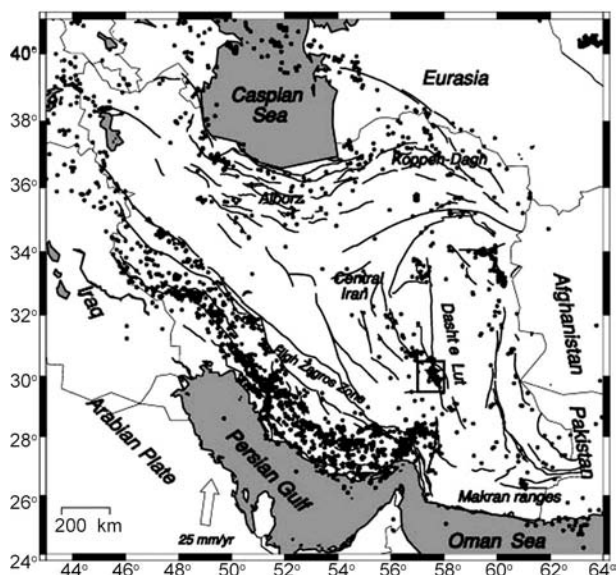 40°
38°
36°
34°
32°
30°
28°
26°
24°
Caspian
Sea
Eurasia
Koppeh-Dagh
Alborz
Central
Iran
Dasht e Lut
Afghanistan
Iraq
High Zagros Zone
Arabian Plate
Persian Gulf
Pakistan
Makran ranges
200 km
25 mm/yr
Oman Sea
44° 46° 48° 50° 52° 54° 56° 58° 60° 62° 64°